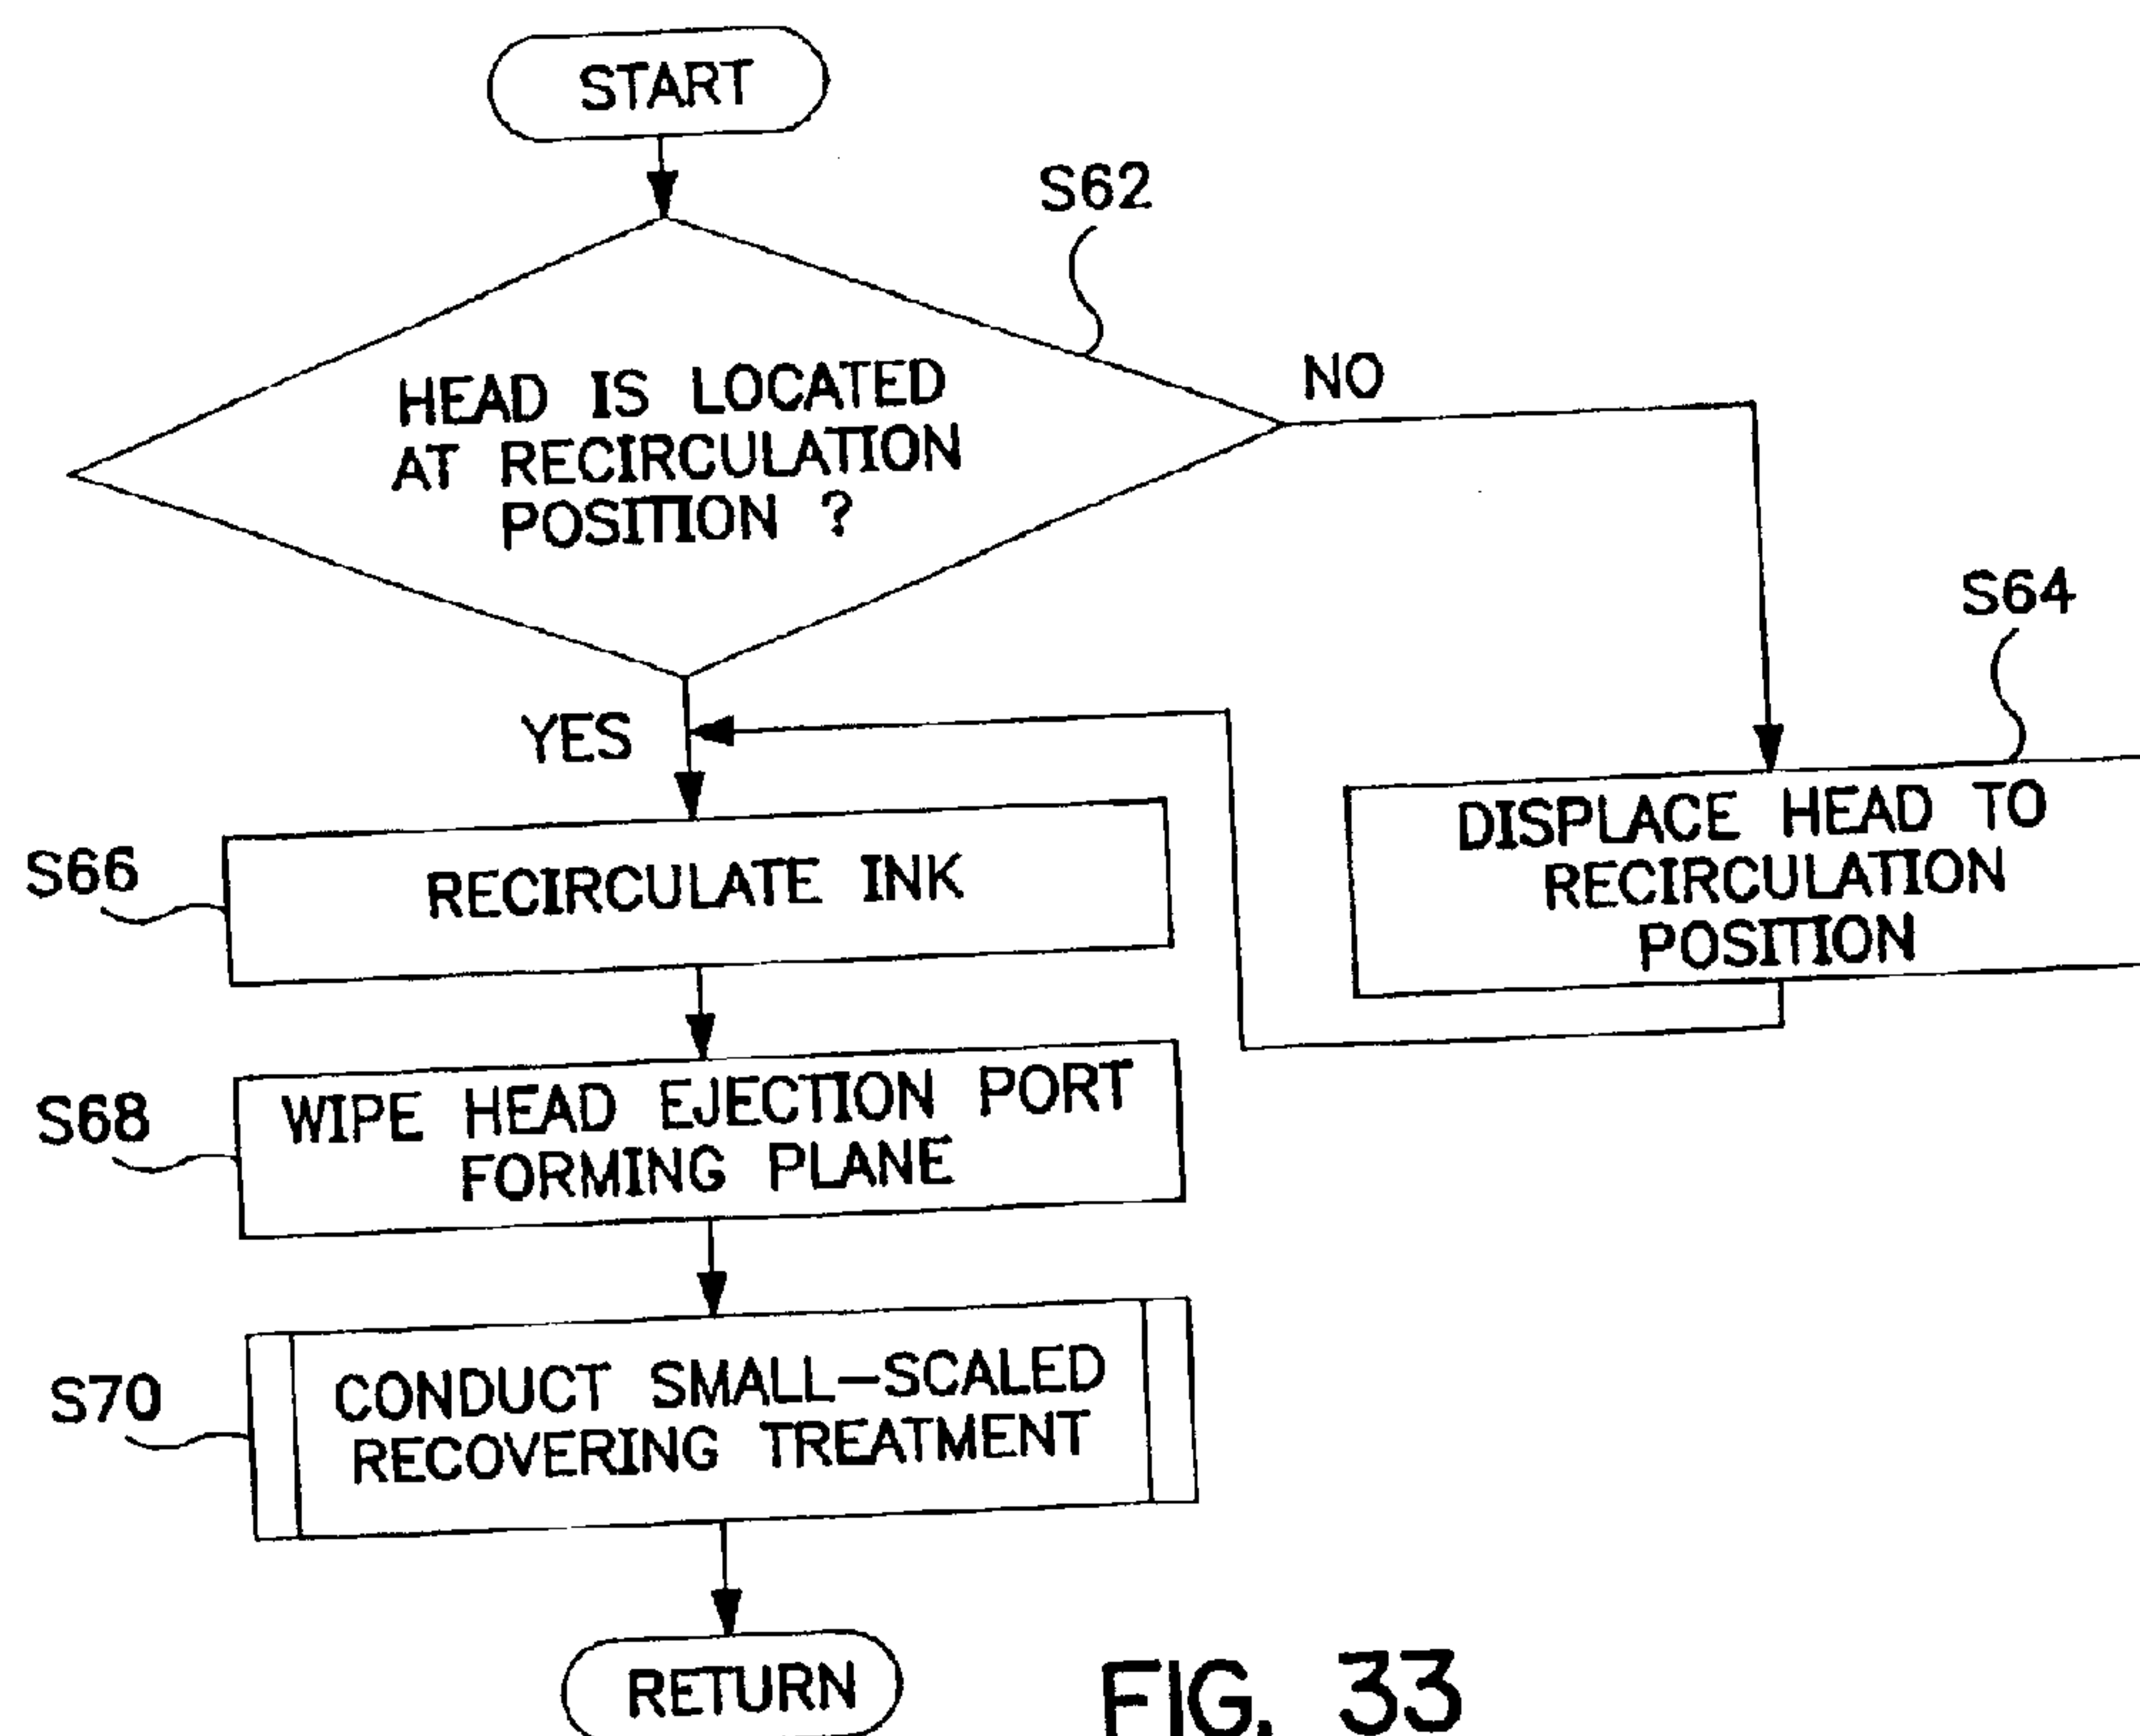 START
S62
HEAD IS LOCATED
AT RECIRCULATION
POSITION ?
NO
YES
S64
DISPLACE HEAD TO
RECIRCULATION
POSITION
S66
RECIRCULATE INK
S68
WIPE HEAD EJECTION PORT
FORMING PLANE
S70
CONDUCT SMALL-SCALED
RECOVERING TREATMENT
RETURN
FIG. 33